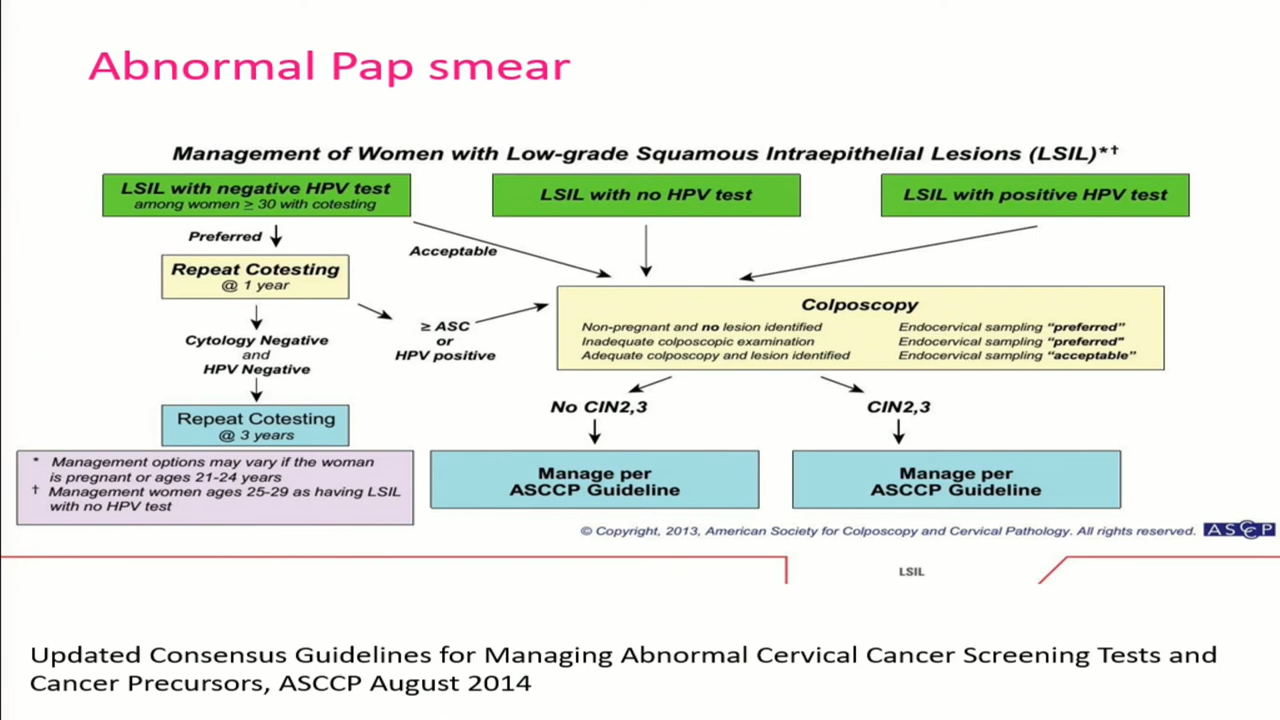 Abnormal Pap smear
Management of Women with Low-grade Squamous Intraepithelial Lesions (LSIL)*†
LSIL with negative HPV test
among women ≥ 30 with cotesting
LSIL with no HPV test
LSIL with positive HPV test
Preferred
Acceptable
Repeat Cotesting
@ 1 year
≥ ASC
or
HPV positive
Cytology Negative
and
HPV Negative
Repeat Cotesting
@ 3 years
Colposcopy
Non-pregnant and no lesion identified Endocervical sampling “preferred”
Inadequate colposcopic examination Endocervical sampling “preferred"
Adequate colposcopy and lesion identified Endocervical sampling “acceptable”
No CIN2,3
CIN2,3
Manage per
ASCCP Guideline
Manage per
ASCCP Guideline
* Management options may vary if the woman
is pregnant or ages 21-24 years
† Management women ages 25-29 as having LSIL
with no HPV test
© Copyright, 2013, American Society for Colposcopy and Cervical Pathology. All rights reserved.
ASCCP
LSIL
Updated Consensus Guidelines for Managing Abnormal Cervical Cancer Screening Tests and
Cancer Precursors, ASCCP August 2014